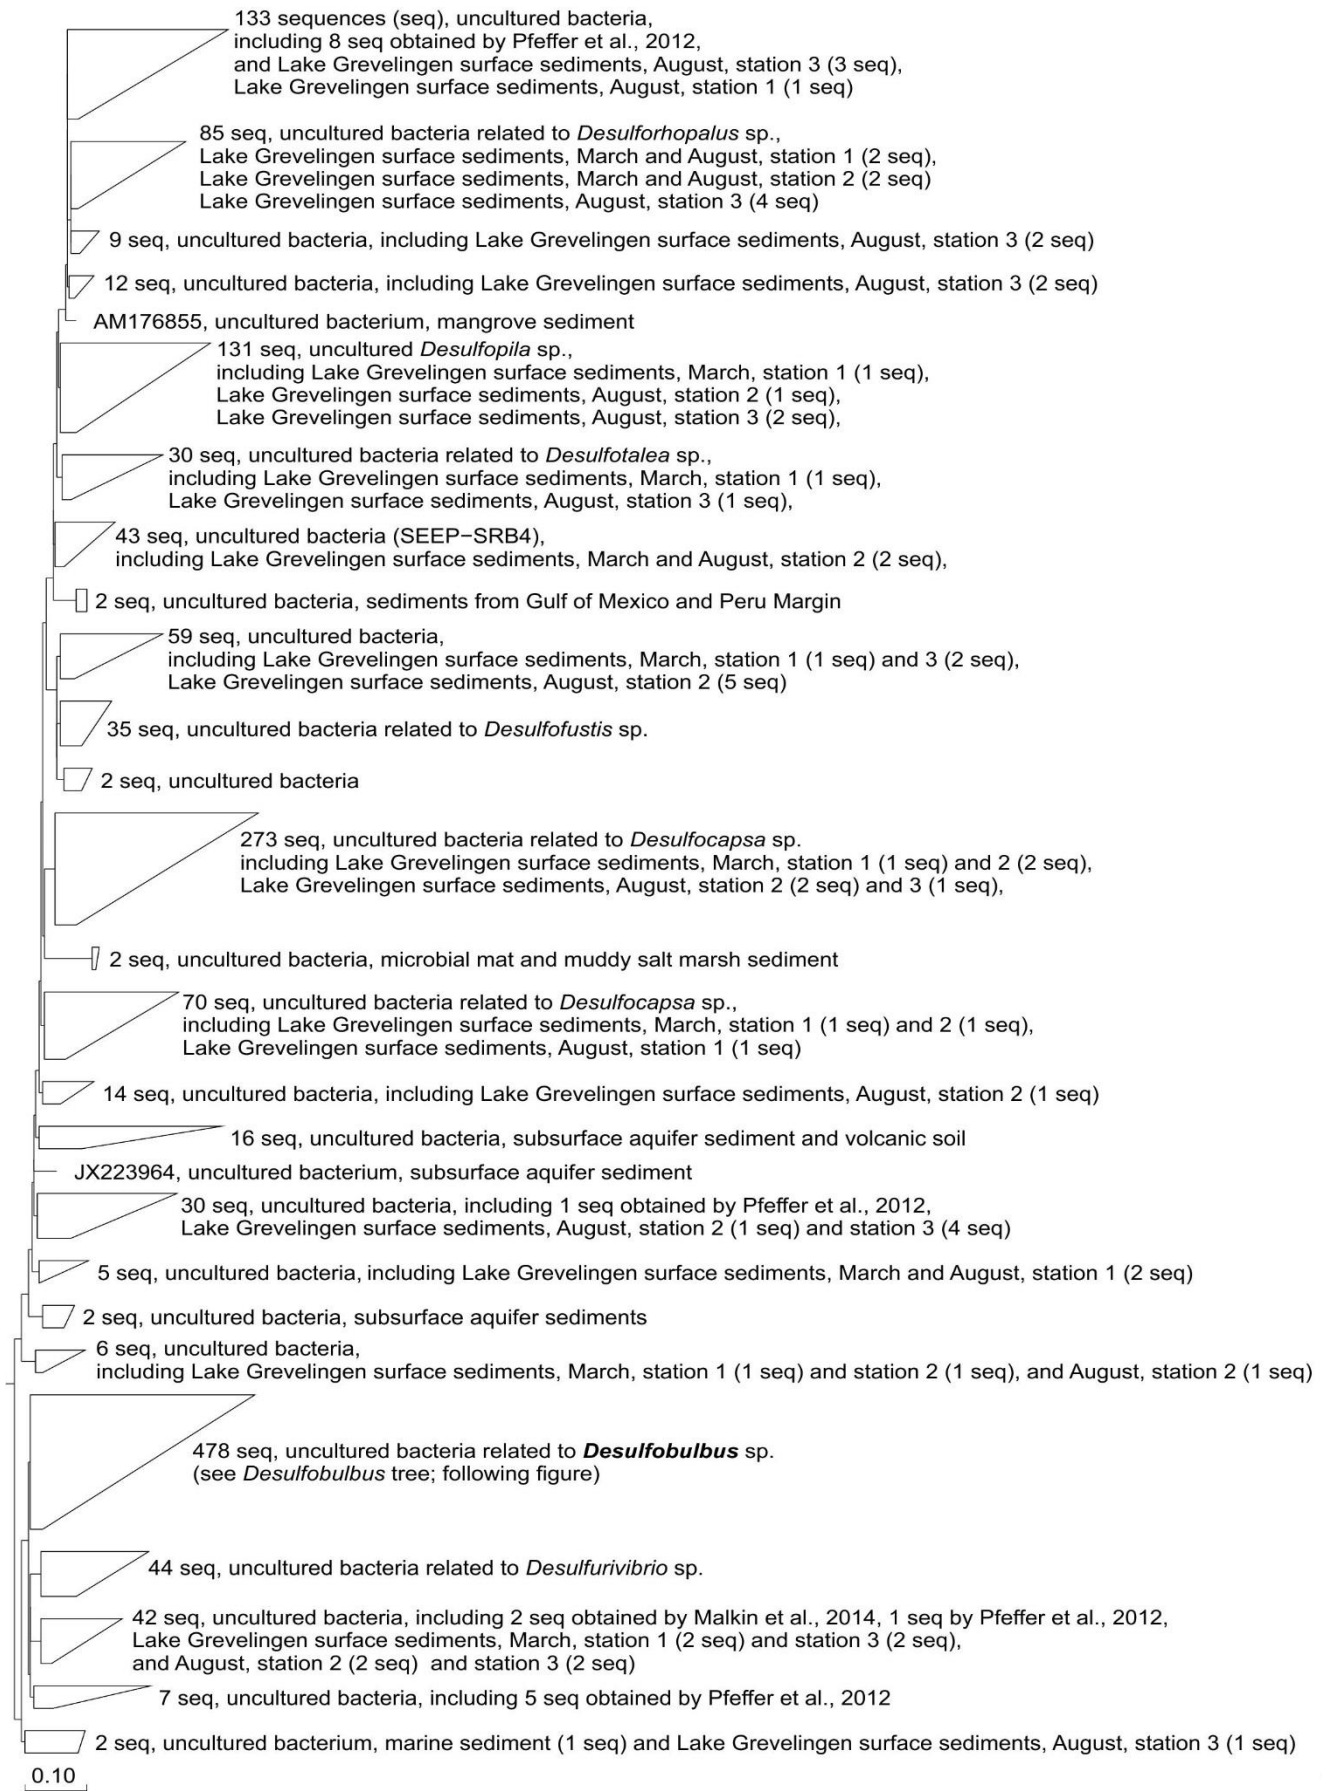 133 sequences (seq), uncultured bacteria,
including 8 seq obtained by Pfeffer et al., 2012,
and Lake Grevelingen surface sediments, August, station 3 (3 seq),
Lake Grevelingen surface sediments, August, station 1 (1 seq)
85 seq, uncultured bacteria related to Desulforhopalus sp.,
Lake Grevelingen surface sediments, March and August, station 1 (2 seq),
Lake Grevelingen surface sediments, March and August, station 2 (2 seq)
Lake Grevelingen surface sediments, August, station 3 (4 seq)
9 seq, uncultured bacteria, including Lake Grevelingen surface sediments, August, station 3 (2 seq)
12 seq, uncultured bacteria, including Lake Grevelingen surface sediments, August, station 3 (2 seq)
AM176855, uncultured bacterium, mangrove sediment
131 seq, uncultured Desulfopila sp.,
including Lake Grevelingen surface sediments, March, station 1 (1 seq),
Lake Grevelingen surface sediments, August, station 2 (1 seq),
Lake Grevelingen surface sediments, August, station 3 (2 seq),
30 seq, uncultured bacteria related to Desulfotalea sp.,
including Lake Grevelingen surface sediments, March, station 1 (1 seq),
Lake Grevelingen surface sediments, August, station 3 (1 seq),
43 seq, uncultured bacteria (SEEP−SRB4),
including Lake Grevelingen surface sediments, March and August, station 2 (2 seq),
2 seq, uncultured bacteria, sediments from Gulf of Mexico and Peru Margin
59 seq, uncultured bacteria,
including Lake Grevelingen surface sediments, March, station 1 (1 seq) and 3 (2 seq),
Lake Grevelingen surface sediments, August, station 2 (5 seq)
35 seq, uncultured bacteria related to Desulfofustis sp.
2 seq, uncultured bacteria
273 seq, uncultured bacteria related to Desulfocapsa sp.
including Lake Grevelingen surface sediments, March, station 1 (1 seq) and 2 (2 seq),
Lake Grevelingen surface sediments, August, station 2 (2 seq) and 3 (1 seq),
2 seq, uncultured bacteria, microbial mat and muddy salt marsh sediment
70 seq, uncultured bacteria related to Desulfocapsa sp.,
including Lake Grevelingen surface sediments, March, station 1 (1 seq) and 2 (1 seq),
Lake Grevelingen surface sediments, August, station 1 (1 seq)
14 seq, uncultured bacteria, including Lake Grevelingen surface sediments, August, station 2 (1 seq)
16 seq, uncultured bacteria, subsurface aquifer sediment and volcanic soil
JX223964, uncultured bacterium, subsurface aquifer sediment
30 seq, uncultured bacteria, including 1 seq obtained by Pfeffer et al., 2012,
Lake Grevelingen surface sediments, August, station 2 (1 seq) and station 3 (4 seq)
5 seq, uncultured bacteria, including Lake Grevelingen surface sediments, March and August, station 1 (2 seq)
2 seq, uncultured bacteria, subsurface aquifer sediments
6 seq, uncultured bacteria,
including Lake Grevelingen surface sediments, March, station 1 (1 seq) and station 2 (1 seq), and August, station 2 (1 seq)
478 seq, uncultured bacteria related to Desulfobulbus sp.
(see Desulfobulbus tree; following figure)
44 seq, uncultured bacteria related to Desulfurivibrio sp.
42 seq, uncultured bacteria, including 2 seq obtained by Malkin et al., 2014, 1 seq by Pfeffer et al., 2012,
Lake Grevelingen surface sediments, March, station 1 (2 seq) and station 3 (2 seq),
and August, station 2 (2 seq) and station 3 (2 seq)
7 seq, uncultured bacteria, including 5 seq obtained by Pfeffer et al., 2012
2 seq, uncultured bacterium, marine sediment (1 seq) and Lake Grevelingen surface sediments, August, station 3 (1 seq)
0.10